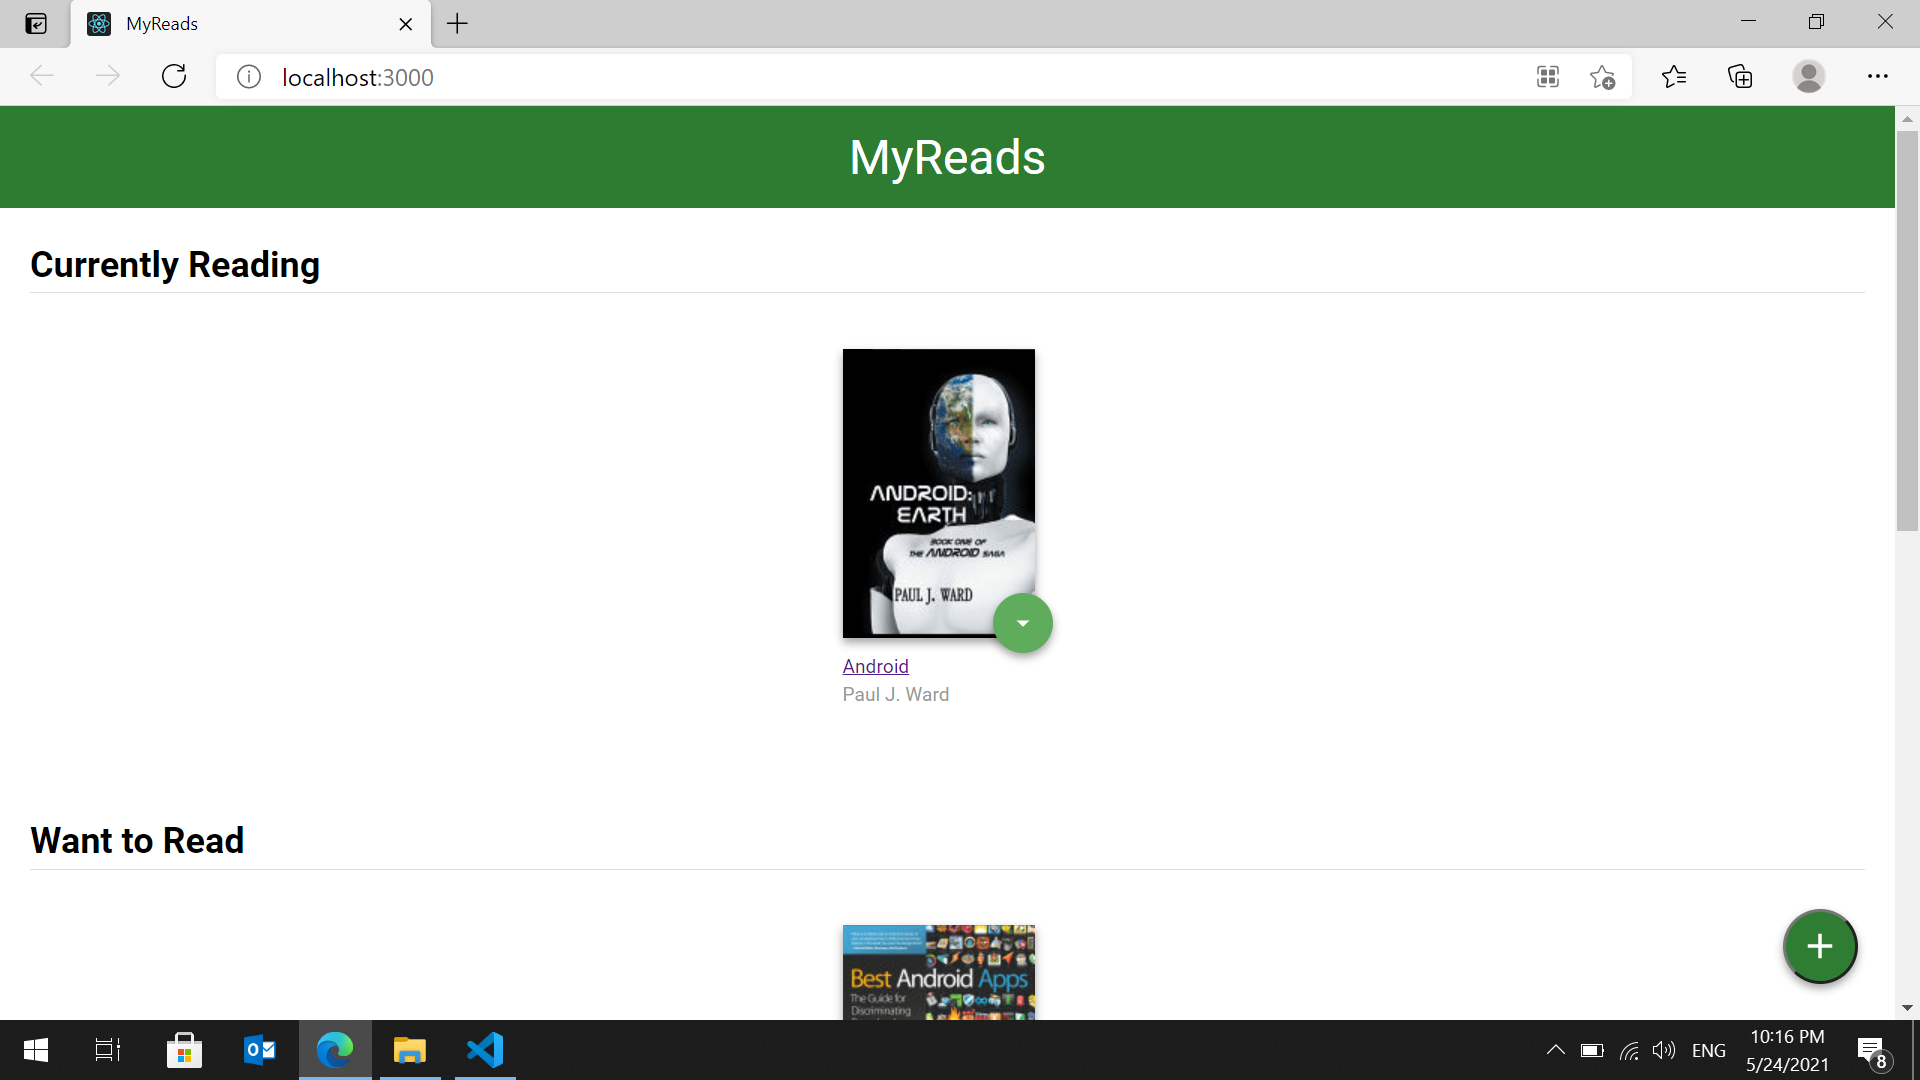 MyReads
localhost:3000
MyReads
Currently Reading
ANDROID:
EARTH
BOOK ONE OF
THE ANDROID SAGA
PAUL J. WARD
Android
Paul J. Ward
Want to Read
Best Android Apps
The Guide for
Discriminating
ENG
10:16 PM
5/24/2021
8